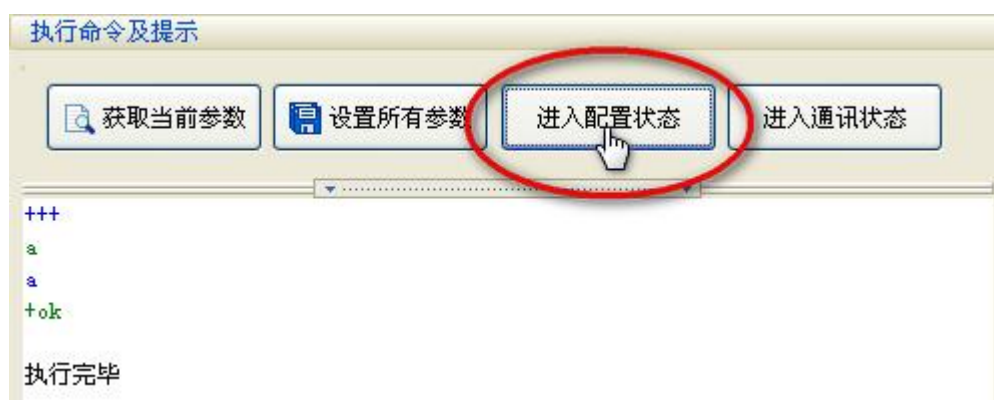 执行命令及提示
获取当前参数 设置所有参数 进入配置状态 进入通讯状态
+++
a
a
+ok
执行完毕